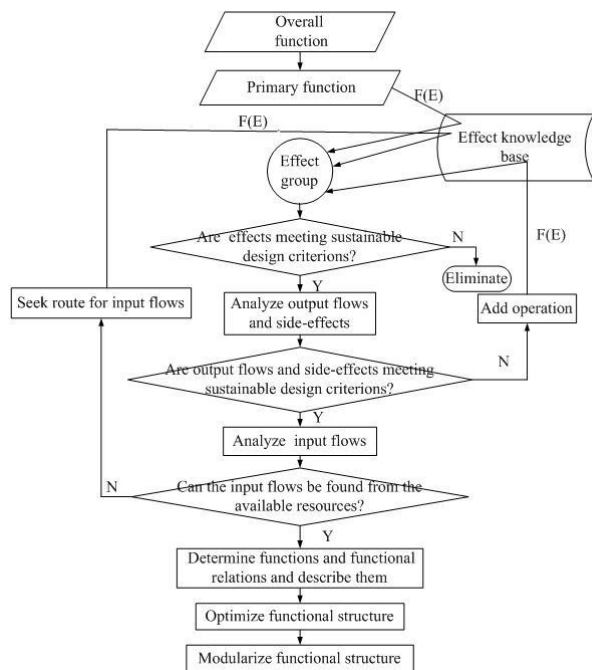 Overall
function
Primary function
F(E)
F(E)
Effect knowledge
base
Effect
group
Are effects meeting sustainable
design criterions?
N
F(E)
Eliminate
Y
Seek route for input flows
Analyze output flows
and side-effects
Add operation
Are output flows and side-effects meeting
sustainable design criterions?
N
Y
Analyze input flows
N
Can the input flows be found from the
available resources?
Y
Determine functions and functional
relations and describe them
Optimize functional structure
Modularize functional structure